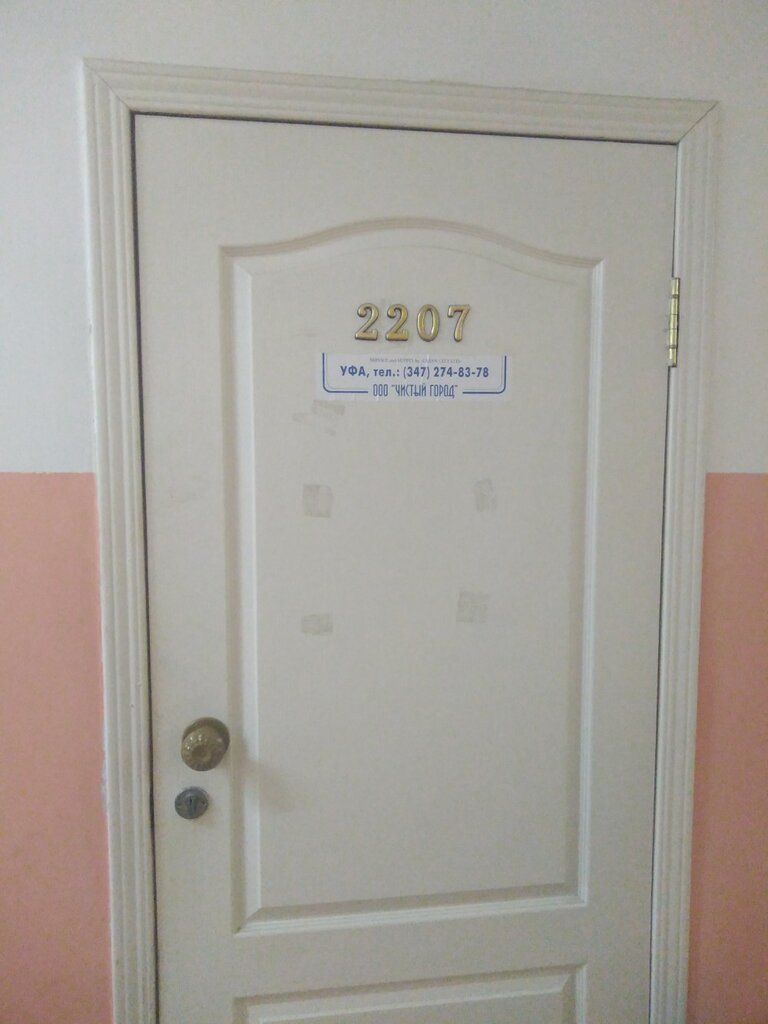 2207
УФА, тел.: (347) 274-83-78
ООО "ЧИСТЫЙ ГОРОД"